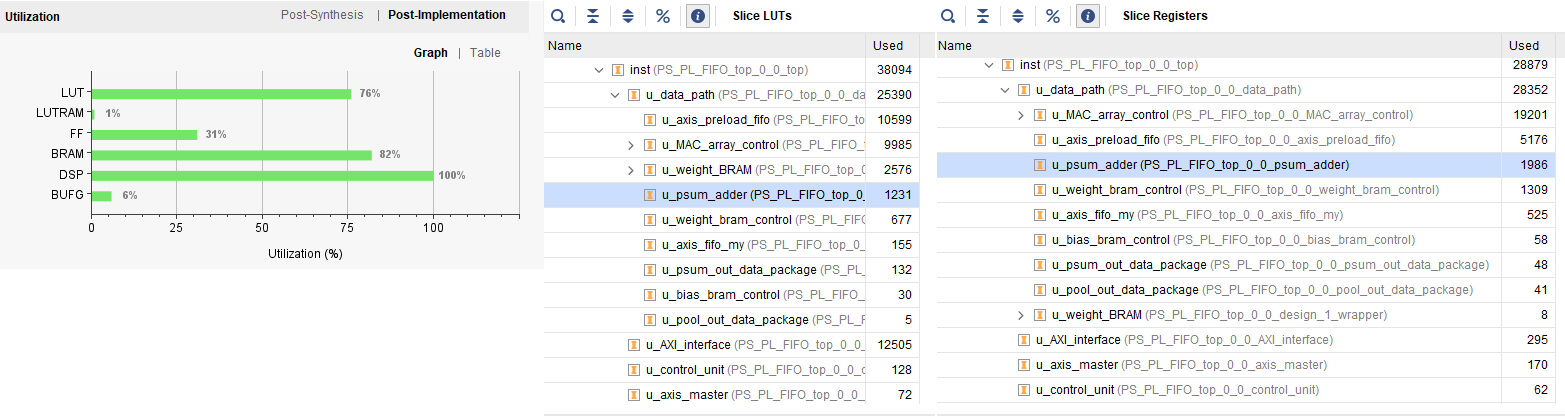 Utilization Post-Synthesis | Post-Implementation
Graph | Table
LUT 76%
LUTRAM 1%
FF 31%
BRAM 82%
DSP 100%
BUFG 6%
0 25 50 75 100
Utilization (%)
% i Slice LUTs
Name Used
inst (PS_PL_FIFO_top_0_0_top) 38094
u_data_path (PS_PL_FIFO_top_0_0_da 25390
u_axis_preload_fifo (PS_PL_FIFO_to 10599
u_MAC_array_control (PS_PL_FIFO_t 9985
u_weight_BRAM (PS_PL_FIFO_top_0 2576
u_psum_adder (PS_PL_FIFO_top_0_ 1231
u_weight_bram_control (PS_PL_FIFO 677
u_axis_fifo_my (PS_PL_FIFO_top_0_ 155
u_psum_out_data_package (PS_PL_ 132
u_bias_bram_control (PS_PL_FIFO_ 30
u_pool_out_data_package (PS_PL_F 5
u_AXI_interface (PS_PL_FIFO_top_0_0_ 12505
u_control_unit (PS_PL_FIFO_top_0_0_c 128
u_axis_master (PS_PL_FIFO_top_0_0_ 72
% i Slice Registers
Name Used
inst (PS_PL_FIFO_top_0_0_top) 28879
u_data_path (PS_PL_FIFO_top_0_0_data_path) 28352
u_MAC_array_control (PS_PL_FIFO_top_0_0_MAC_array_control) 19201
u_axis_preload_fifo (PS_PL_FIFO_top_0_0_axis_preload_fifo) 5176
u_psum_adder (PS_PL_FIFO_top_0_0_psum_adder) 1986
u_weight_bram_control (PS_PL_FIFO_top_0_0_weight_bram_control) 1309
u_axis_fifo_my (PS_PL_FIFO_top_0_0_axis_fifo_my) 525
u_bias_bram_control (PS_PL_FIFO_top_0_0_bias_bram_control) 58
u_psum_out_data_package (PS_PL_FIFO_top_0_0_psum_out_data_package) 48
u_pool_out_data_package (PS_PL_FIFO_top_0_0_pool_out_data_package) 41
u_weight_BRAM (PS_PL_FIFO_top_0_0_design_1_wrapper) 8
u_AXI_interface (PS_PL_FIFO_top_0_0_AXI_interface) 295
u_axis_master (PS_PL_FIFO_top_0_0_axis_master) 170
u_control_unit (PS_PL_FIFO_top_0_0_control_unit) 62